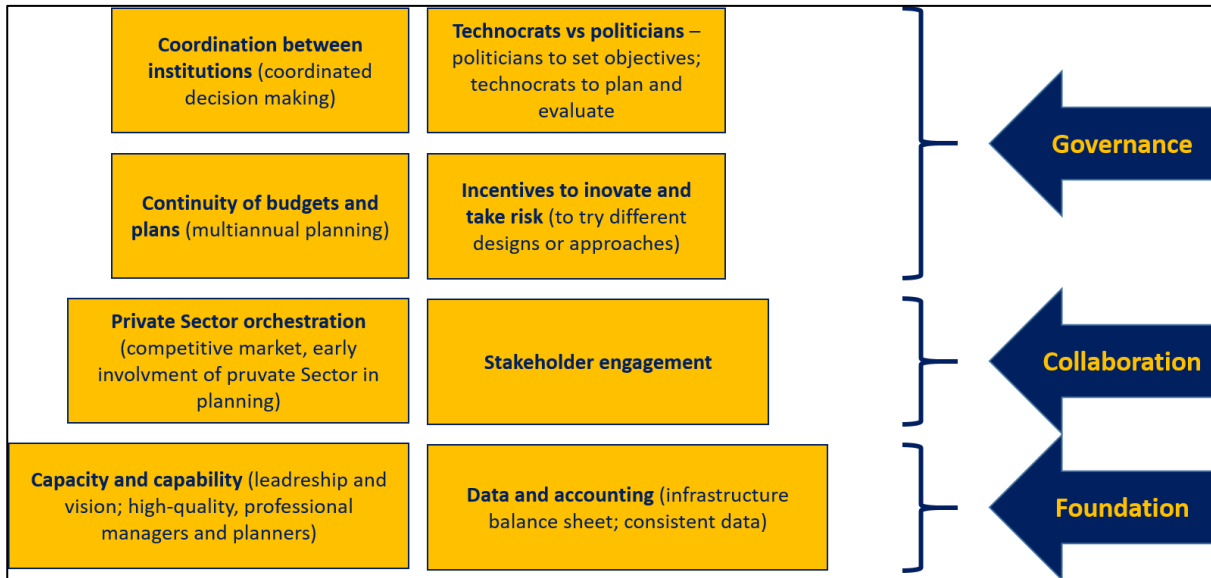 Coordination between
institutions (coordinated
decision making)
Technocrats vs politicians –
politicians to set objectives;
technocrats to plan and
evaluate
Continuity of budgets and
plans (multiannual planning)
Incentives to inovate and
take risk (to try different
designs or approaches)
Governance
Private Sector orchestration
(competitive market, early
involvment of pruvate Sector in
planning)
Stakeholder engagement
Collaboration
Capacity and capability (leadreship and
vision; high-quality, professional
managers and planners)
Data and accounting (infrastructure
balance sheet; consistent data)
Foundation